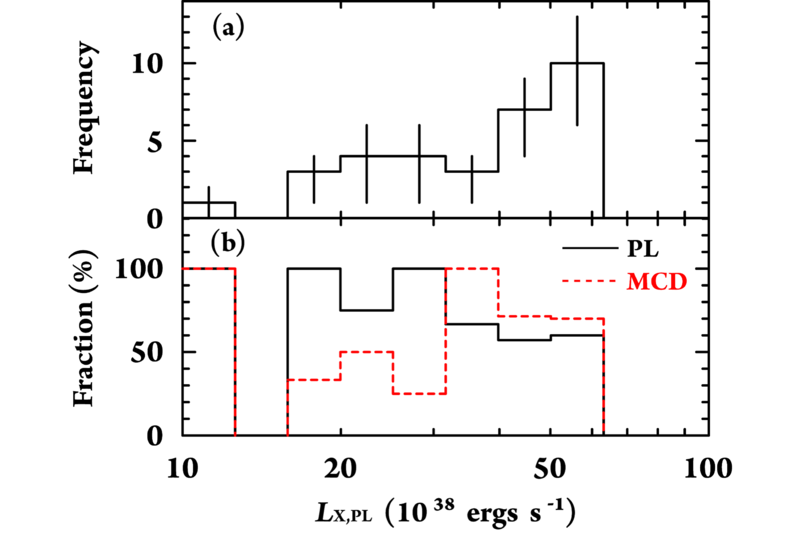 (a)
Frequency
10
5
0
(b)
PL
MCD
Fraction (%)
100
50
0
10 20 50 100
L_X,PL (10^38 ergs s^-1)